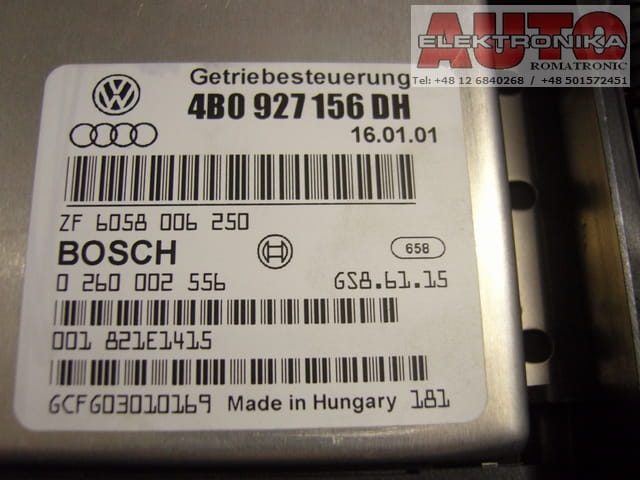 AUTO
ELEKTRONIKA
ROMATRONIC
Tel: +48 12 6840268 / +48 501572451
Getriebesteuerung
4B0 927 156 DH
16.01.01
ZF 6058 006 250
BOSCH
658
0 260 002 556 GS8.61.15
001 821E1415
GCFG03010169 Made in Hungary 181